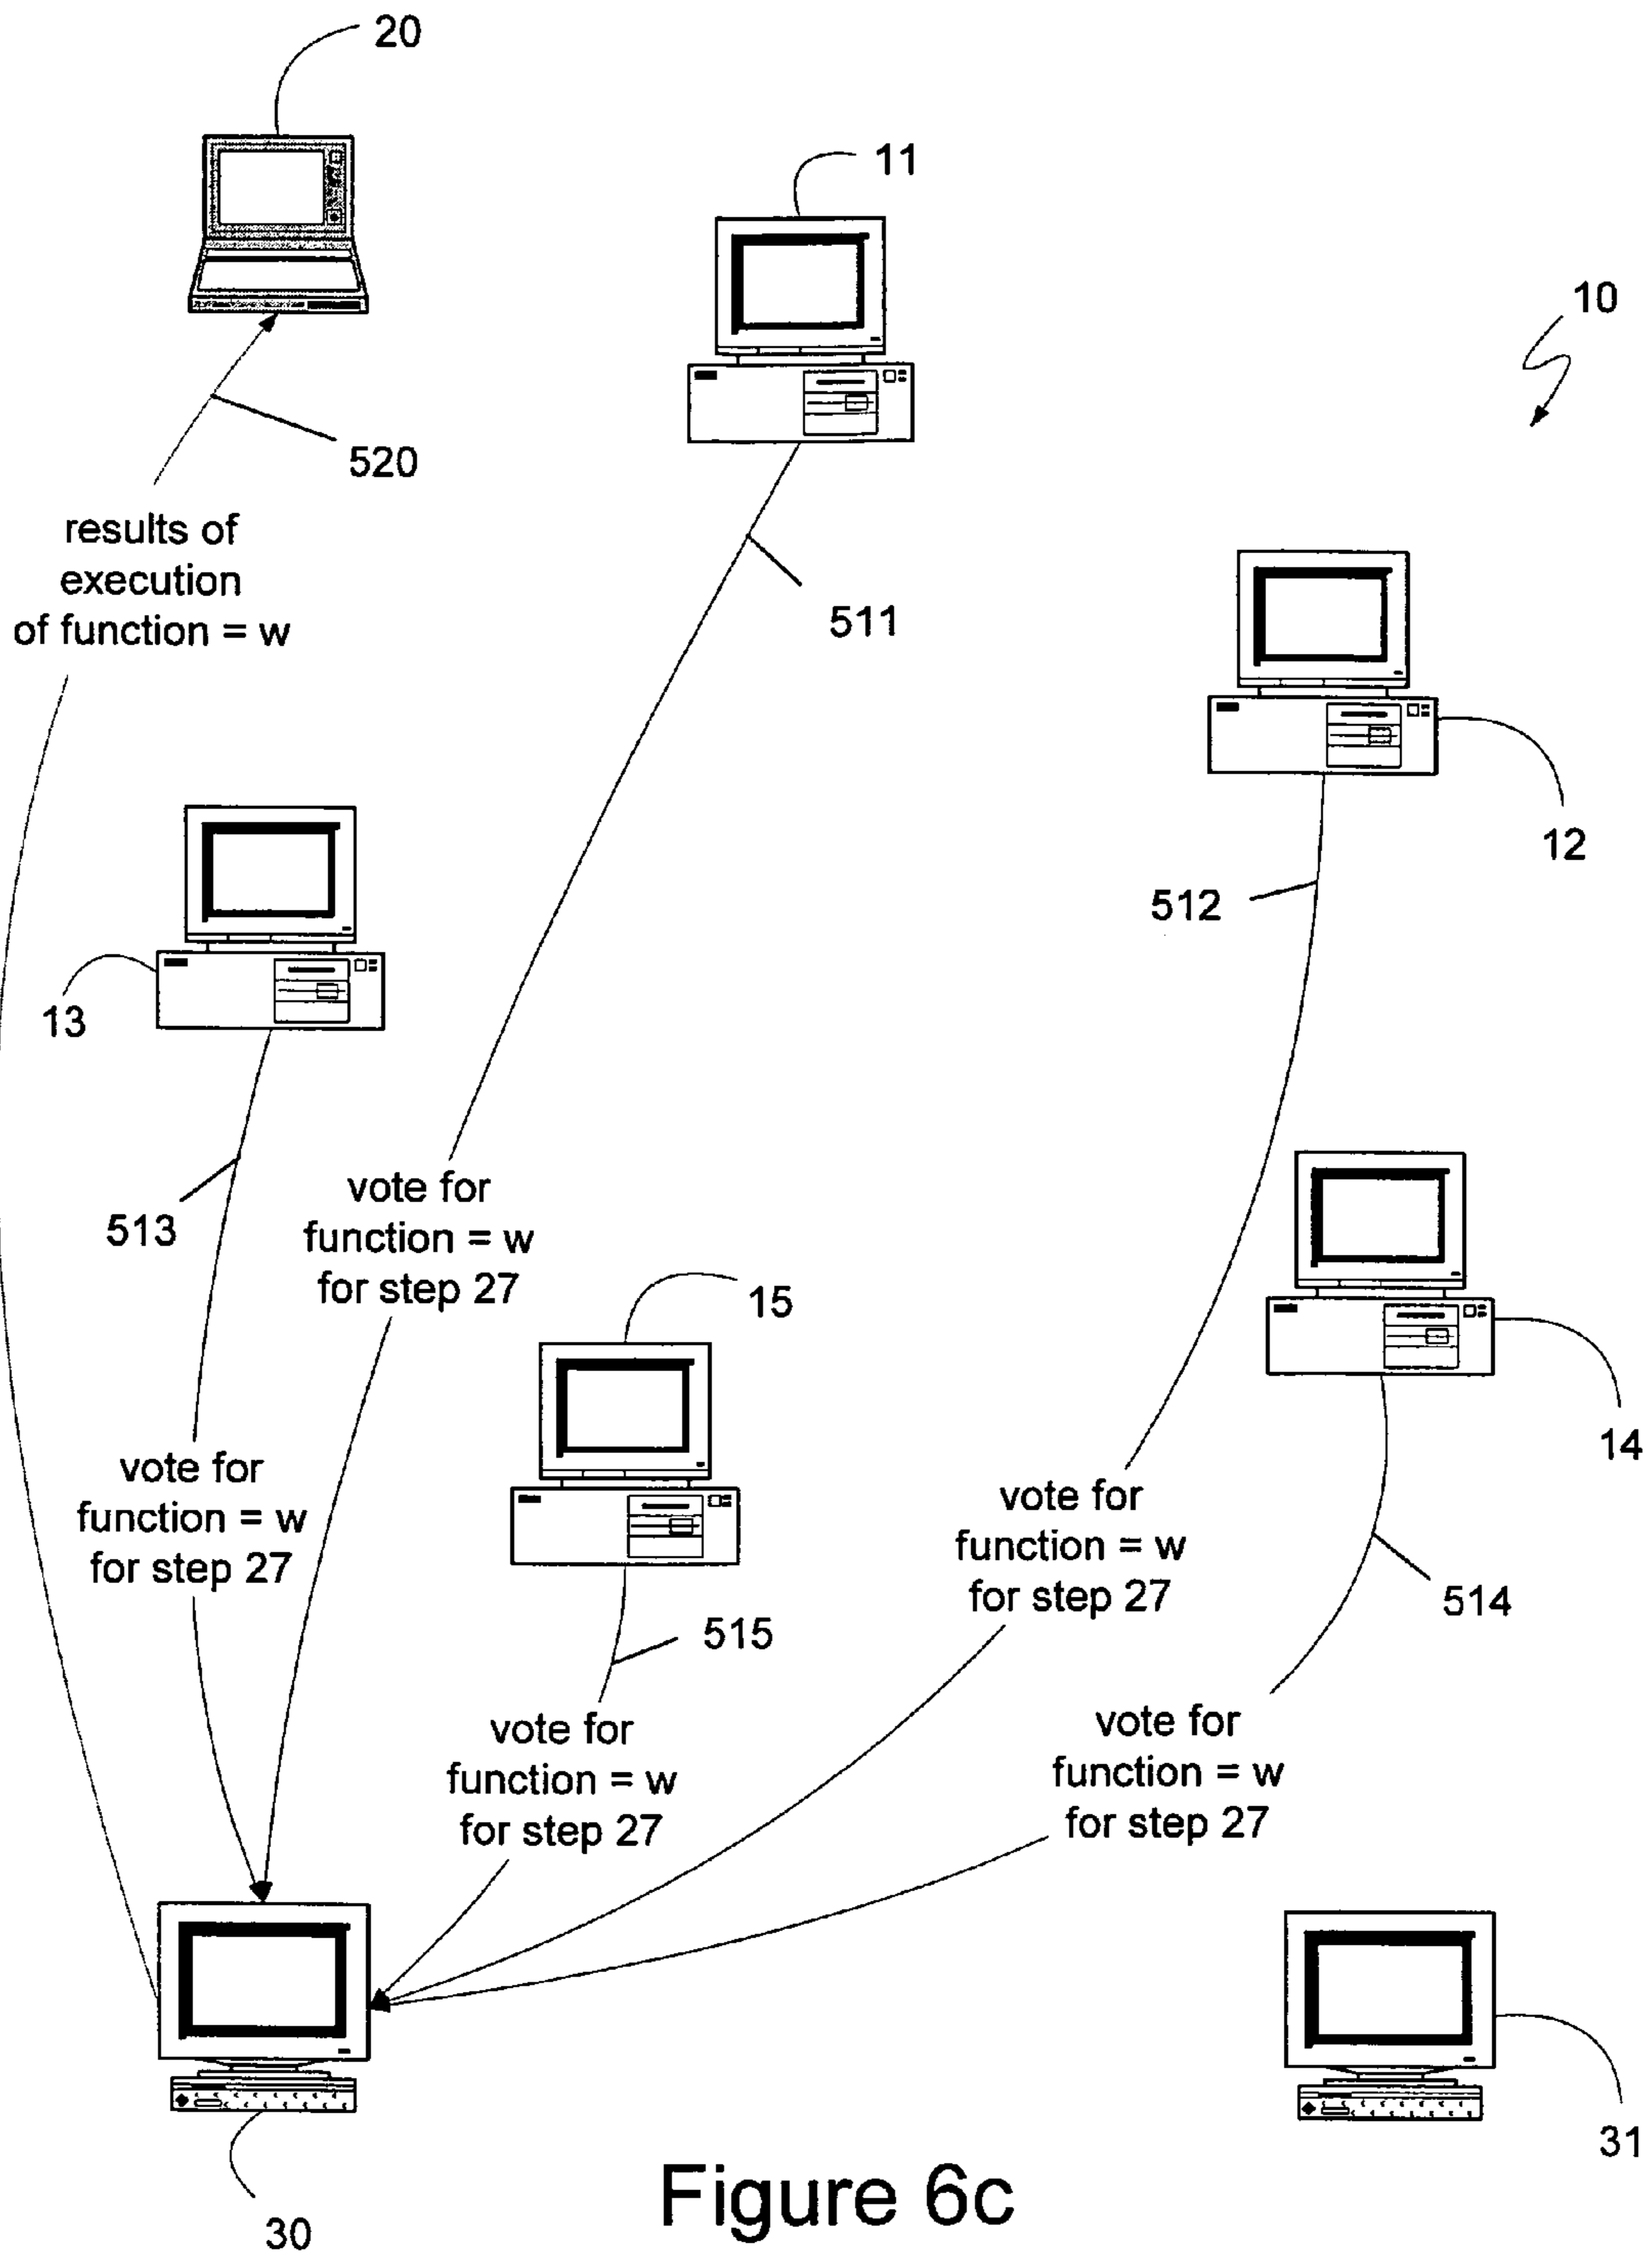 20
11
10
520
results of
execution
of function = w
511
12
512
13
513
vote for
function = w
for step 27
15
14
vote for
function = w
for step 27
vote for
function = w
for step 27
514
515
vote for
function = w
for step 27
vote for
function = w
for step 27
31
30
Figure 6c